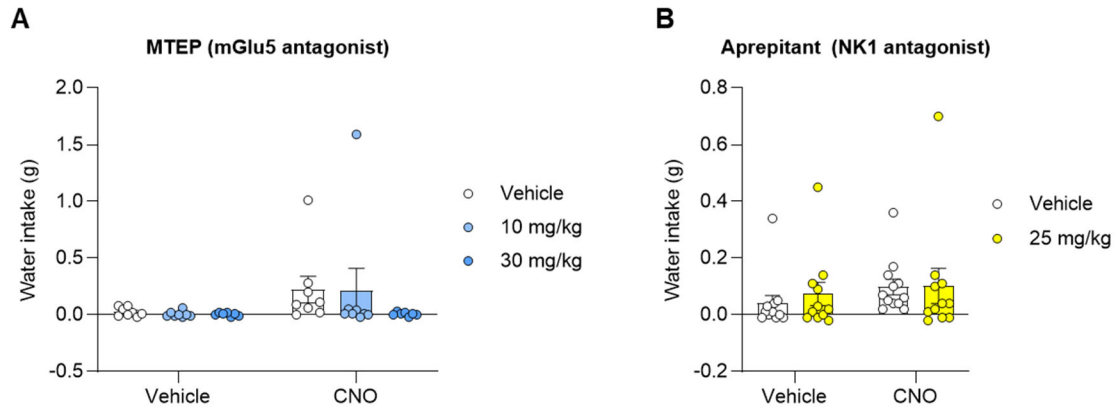 A
MTEP (mGlu5 antagonist)
Water intake (g)
2.0
1.5
1.0
0.5
0.0
-0.5
Vehicle
CNO
Vehicle
10 mg/kg
30 mg/kg
B
Aprepitant (NK1 antagonist)
Water intake (g)
0.8
0.6
0.4
0.2
0.0
-0.2
Vehicle
CNO
Vehicle
25 mg/kg